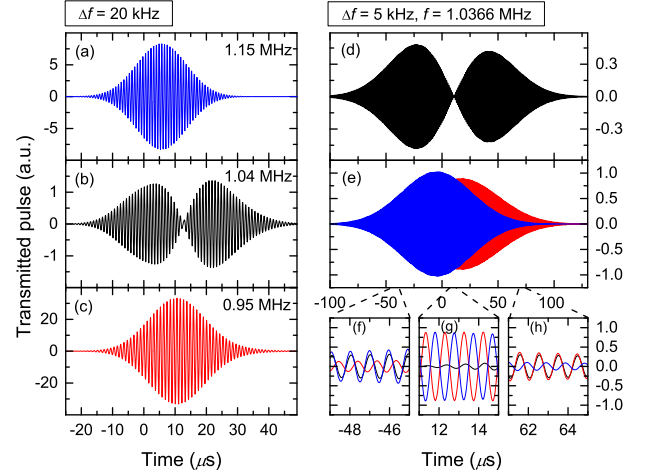 Δf = 20 kHz
Δf = 5 kHz, f = 1.0366 MHz
Transmitted pulse (a.u.)
(a)
1.15 MHz
5
0
-5
(b)
1.04 MHz
1
0
-1
(c)
0.95 MHz
20
0
-20
-20 -10 0 10 20 30 40 50
Time (μs)
(d)
0.3
0.0
-0.3
(e)
1.0
0.5
0.0
-0.5
-1.0
-100 -50 0 50 100
(f)
(g)
(h)
1.0
0.5
0.0
-0.5
-1.0
-48 -46
12 14
62 64
Time (μs)